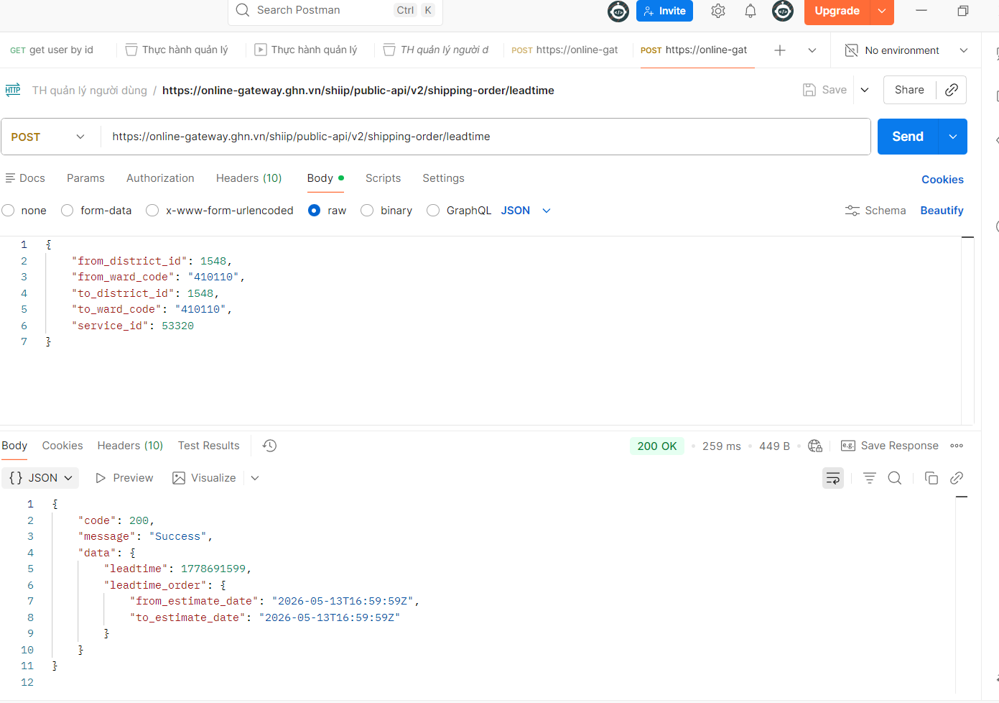 Search Postman Ctrl K Invite Upgrade
GET get user by id Thực hành quản lý Thực hành quản lý TH quản lý người d POST https://online-gat POST https://online-gat No environment
HTTP TH quản lý người dùng / https://online-gateway.ghn.vn/shiip/public-api/v2/shipping-order/leadtime Save Share
POST https://online-gateway.ghn.vn/shiip/public-api/v2/shipping-order/leadtime Send
Docs Params Authorization Headers (10) Body Scripts Settings Cookies
none form-data x-www-form-urlencoded raw binary GraphQL JSON Schema Beautify
1 {
2 "from_district_id": 1548,
3 "from_ward_code": "410110",
4 "to_district_id": 1548,
5 "to_ward_code": "410110",
6 "service_id": 53320
7 }
Body Cookies Headers (10) Test Results 200 OK 259 ms 449 B e.g. Save Response
{} JSON Preview Visualize
1 {
2 "code": 200,
3 "message": "Success",
4 "data": {
5 "leadtime": 1778691599,
6 "leadtime_order": {
7 "from_estimate_date": "2026-05-13T16:59:59Z",
8 "to_estimate_date": "2026-05-13T16:59:59Z"
9 }
10 }
11 }
12